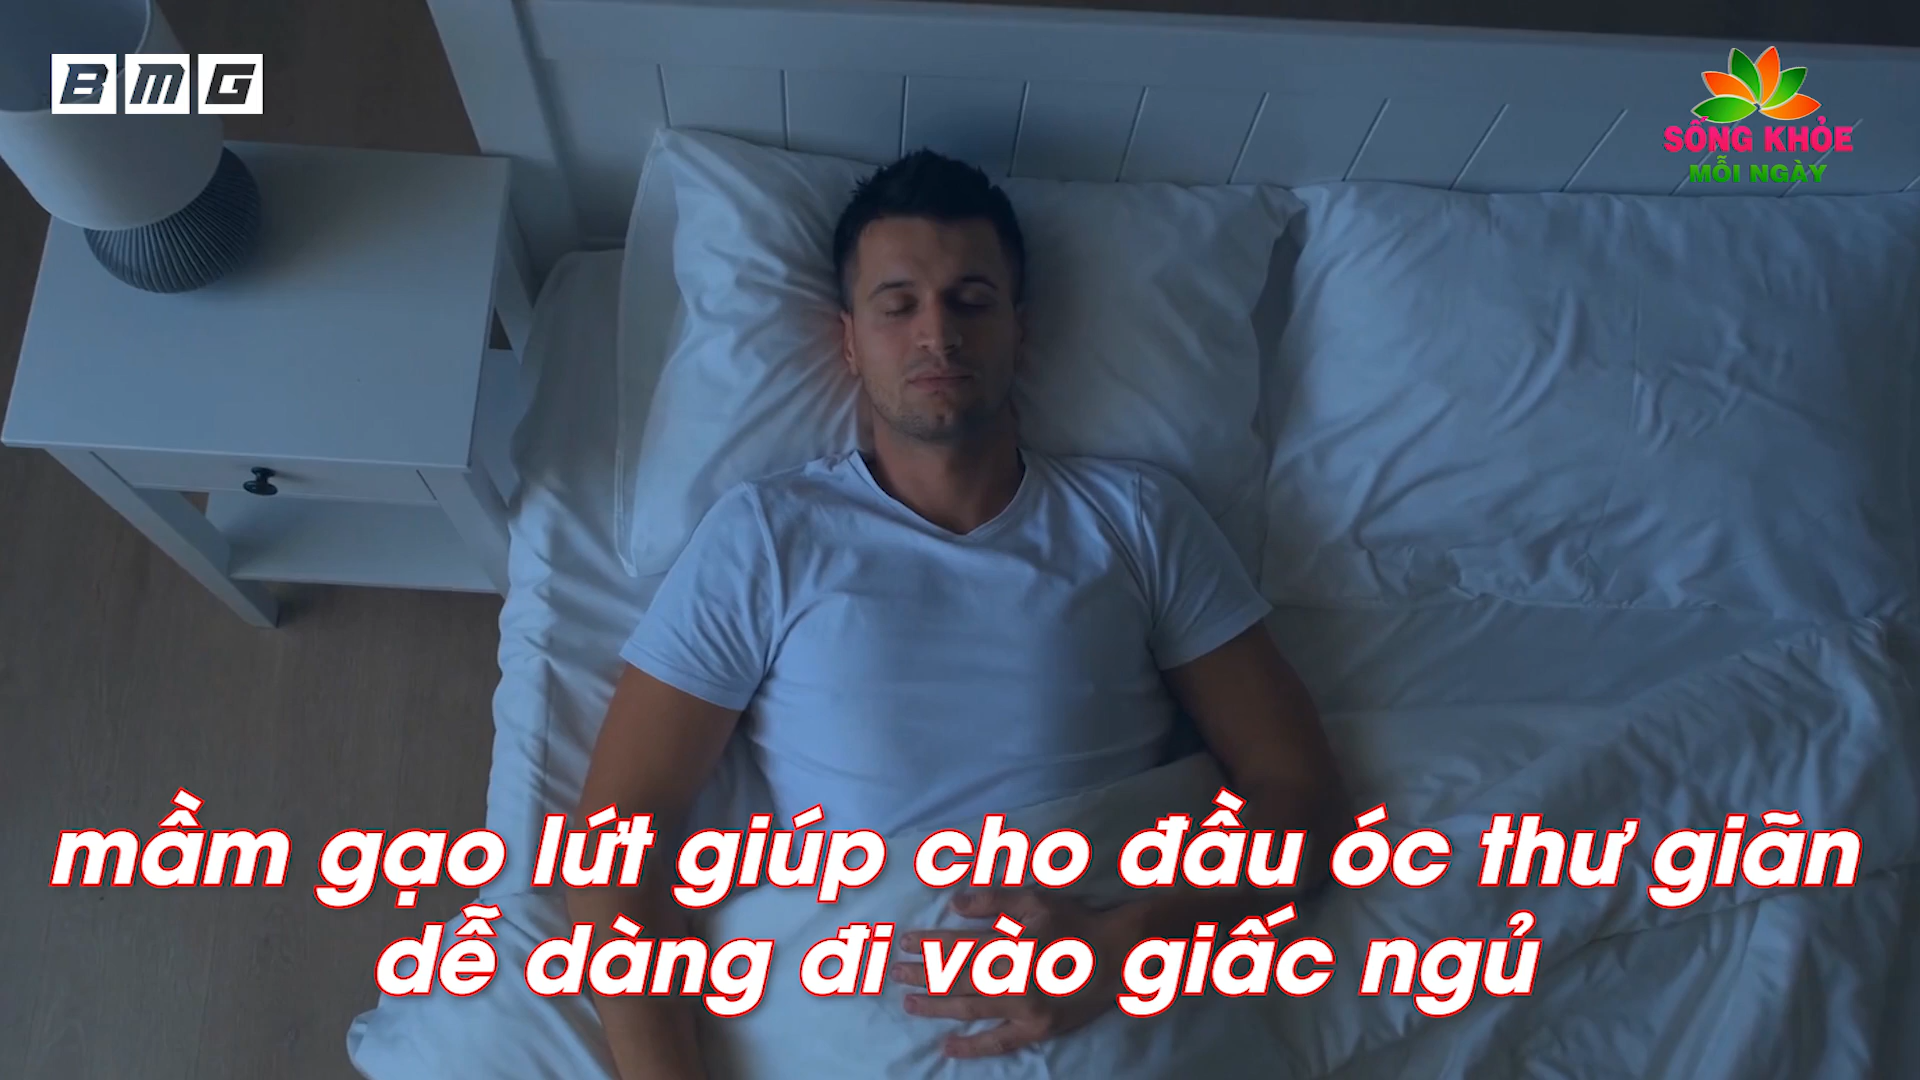 BMG
SỐNG KHỎE
MỖI NGÀY
mầm gạo lứt giúp cho đầu óc thư giãn
dễ dàng đi vào giấc ngủ